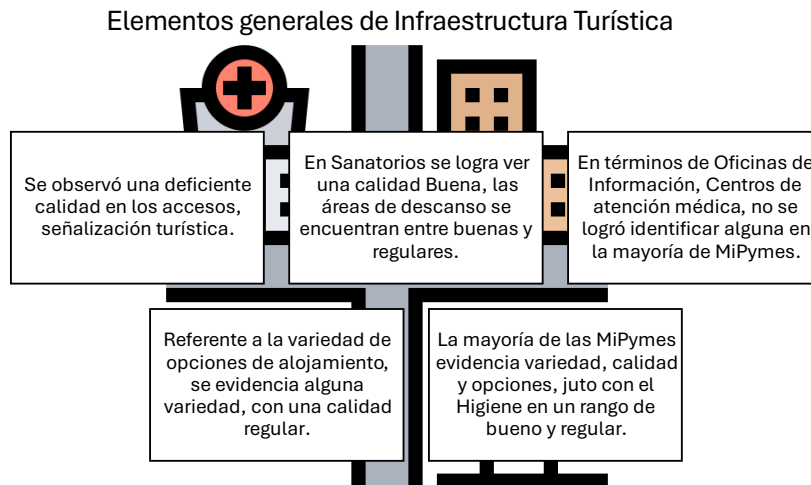 Elementos generales de Infraestructura Turística
Se observó una deficiente
calidad en los accesos,
señalización turística.
En Sanatorios se logra ver
una calidad Buena, las
áreas de descanso se
encuentran entre buenas y
regulares.
En términos de Oficinas de
Información, Centros de
atención médica, no se
logró identificar alguna en
la mayoría de MiPymes.
Referente a la variedad de
opciones de alojamiento,
se evidencia alguna
variedad, con una calidad
regular.
La mayoría de las MiPymes
evidencia variedad, calidad
y opciones, juto con el
Higiene en un rango de
bueno y regular.